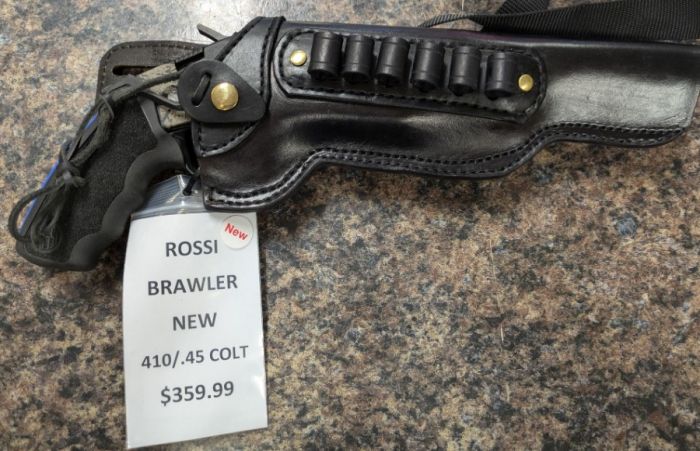 New
ROSSI
BRAWLER
NEW
410/.45 COLT
$359.99